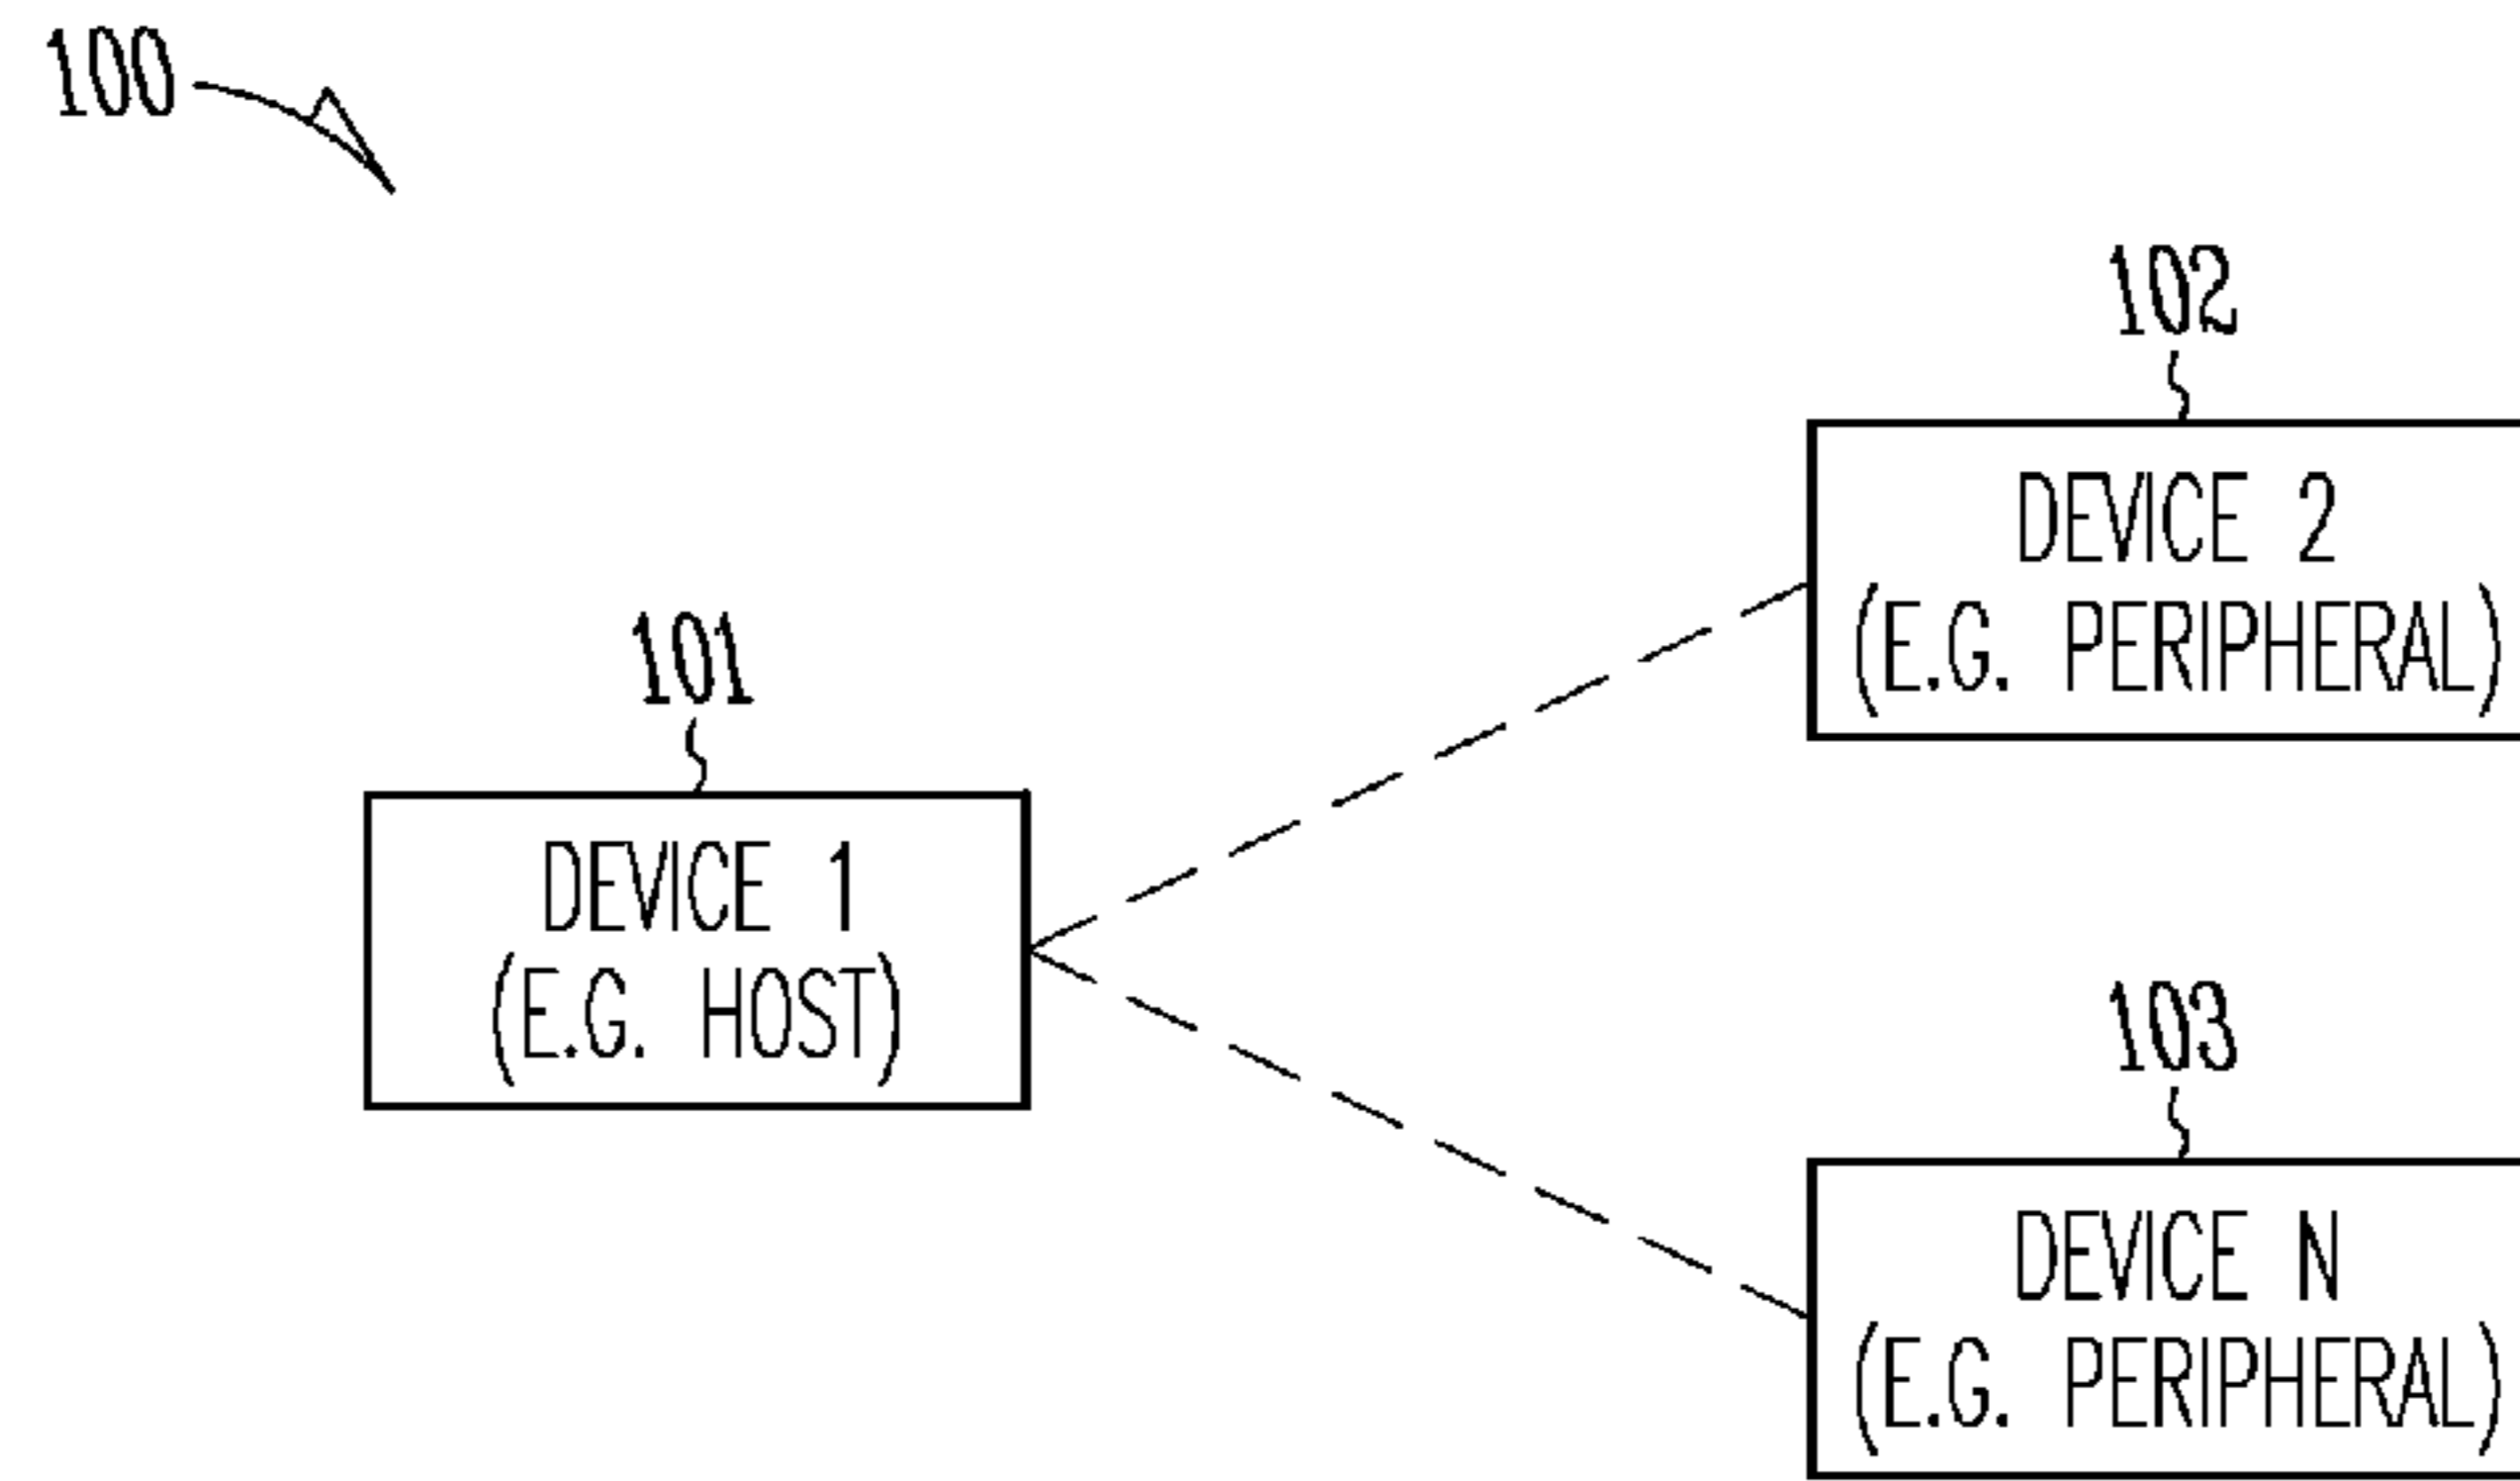 100
102
DEVICE 2
(E.G. PERIPHERAL)
101
DEVICE 1
(E.G. HOST)
103
DEVICE N
(E.G. PERIPHERAL)